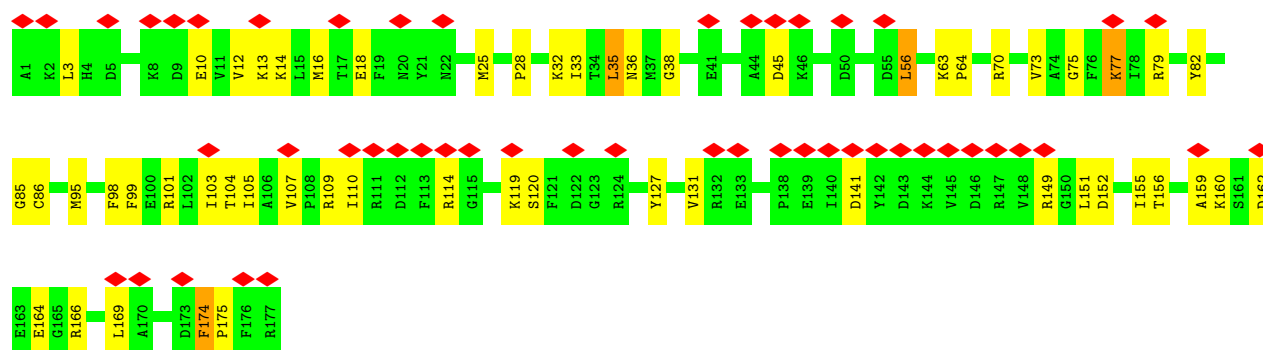 A1 K2 L3 H4 D5 K8 D9 E10 V11 V12 K13 K14 L15 M16 T17 E18 F19 N20 Y21 N22 M25 P28 K32 I33 T34 L35 N36 M37 G38 E41 A44 D45 K46 D50 D55 L56 K63 P64 R70 V73 A74 G75 F76 K77 I78 R79 Y82
G85 C86 M95 F98 F99 E100 R101 L102 I103 T104 I105 A106 V107 P108 R109 I110 R111 D112 F113 R114 G115 K119 S120 F121 D122 G123 R124 Y127 V131 R132 E133 P138 E139 I140 D141 Y142 D143 K144 V145 D146 R147 V148 R149 G150 L151 D152 I155 T156 A159 K160 S161 D162
E163 E164 G165 R166 L169 A170 D173 F174 P175 F176 R177